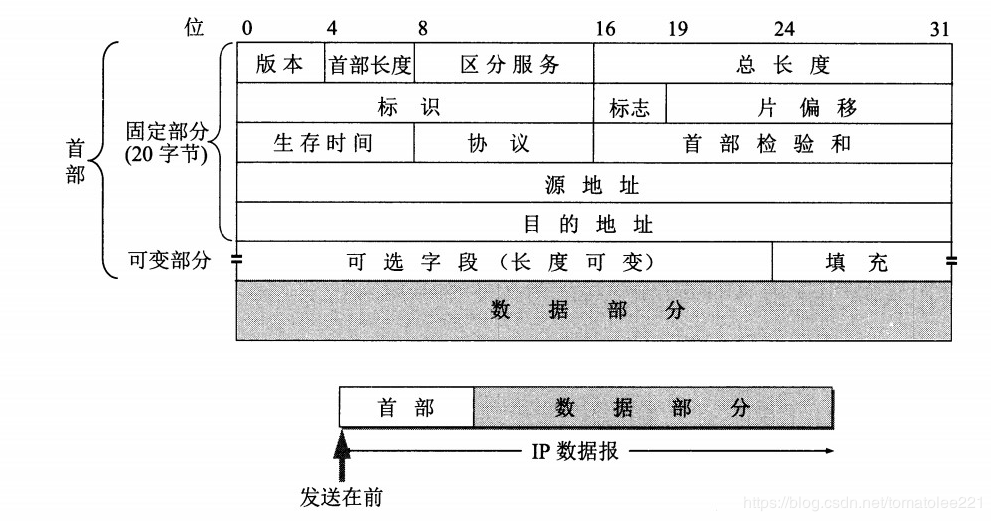 位 0 4 8 16 19 24 31
版本 首部长度 区分服务 总长度
标识 标志 片偏移
首部
固定部分
(20 字节)
生存时间 协议 首部检验和
源地址
目的地址
可变部分 可选字段（长度可变） 填充
数据部分
首部 数据部分
IP 数据报
发送在前
https://blog.csdn.net/tomatolee221